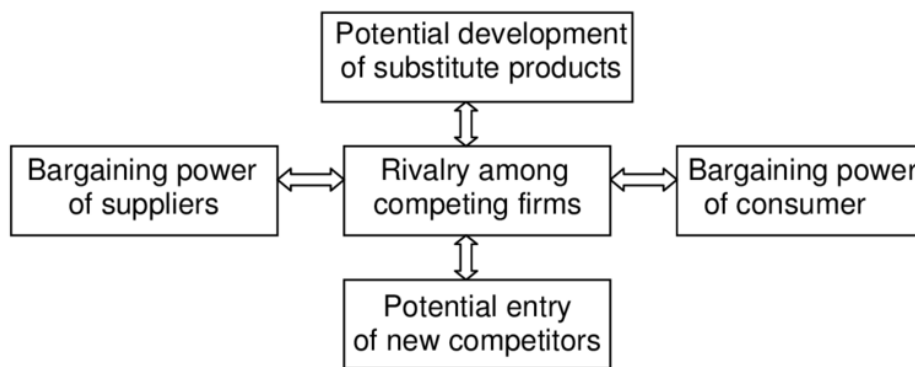 Potential development
of substitute products
Bargaining power
of suppliers
Rivalry among
competing firms
Bargaining power
of consumer
Potential entry
of new competitors